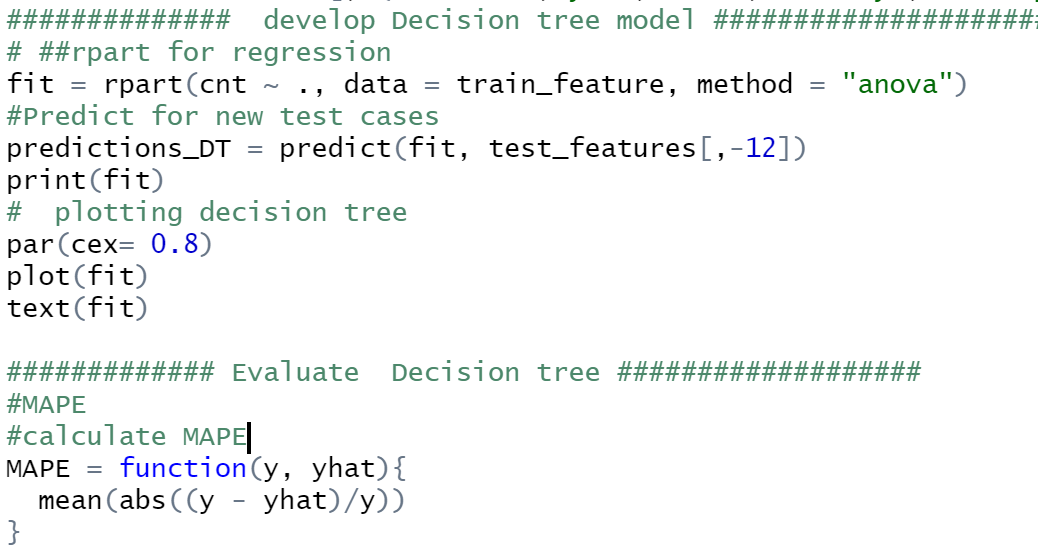 ##############  develop Decision tree model #####################
# ##rpart for regression
fit = rpart(cnt ~ ., data = train_feature, method = "anova")
#Predict for new test cases
predictions_DT = predict(fit, test_features[,-12])
print(fit)
#  plotting decision tree
par(cex= 0.8)
plot(fit)
text(fit)
############# Evaluate  Decision tree ###################
#MAPE
#calculate MAPE
MAPE = function(y, yhat){
  mean(abs((y - yhat)/y))
}